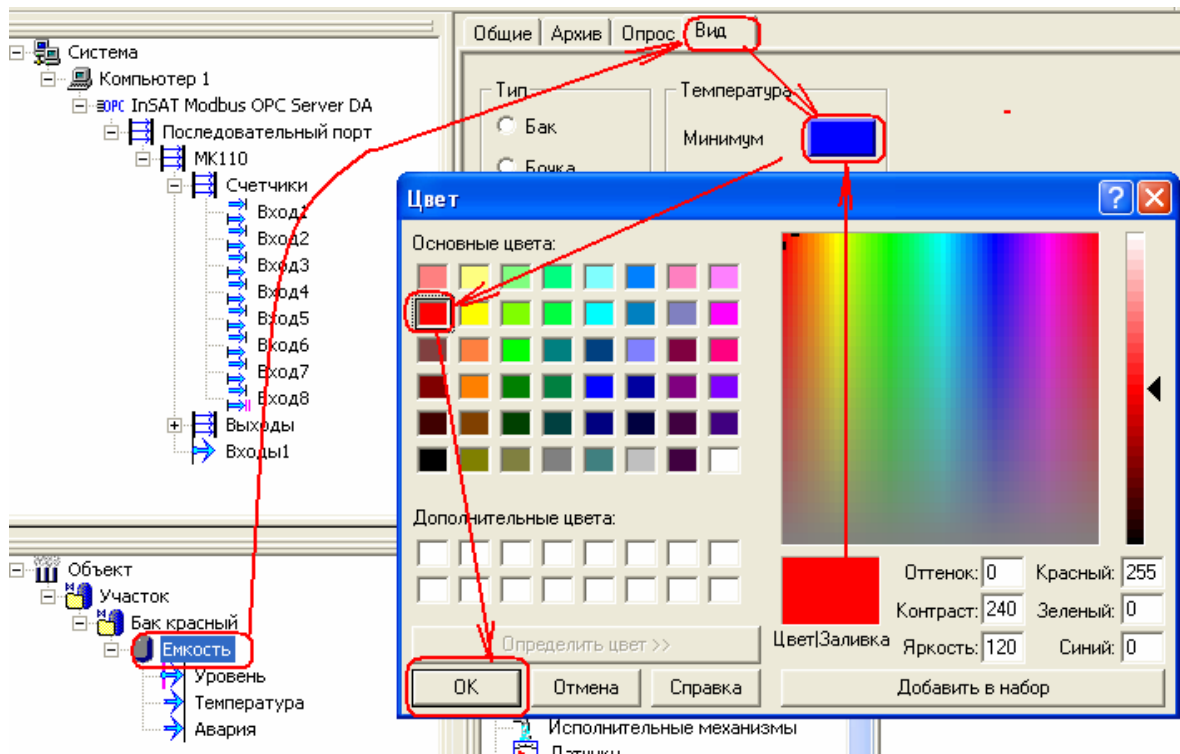 Система
Компьютер 1
OPC InSAT Modbus OPC Server DA
Последовательный порт
МК110
Счетчики
Вход1
Вход2
Вход3
Вход4
Вход5
Вход6
Вход7
Вход8
Выходы
Входы1
Объект
Участок
Бак красный
Емкость
Уровень
Температура
Авария
Общие Архив Опрос Вид
Тип
Бак
Бочка
Температура
Минимум
Цвет
Основные цвета:
Дополнительные цвета:
Определить цвет >>
ОК Отмена Справка
Цвет|Заливка
Оттенок: 0 Красный: 255
Контраст: 240 Зеленый: 0
Яркость: 120 Синий: 0
Добавить в набор
Исполнительные механизмы
Датчики